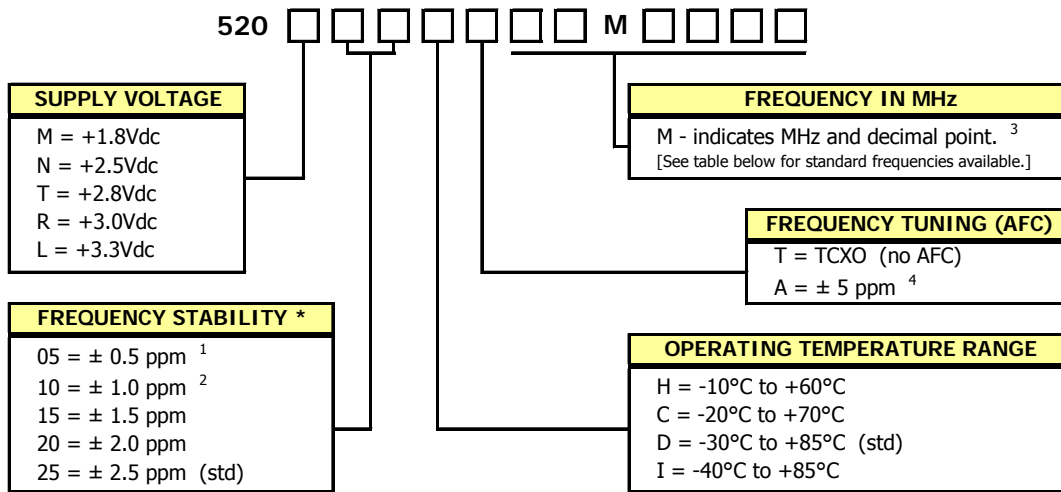 520 M
SUPPLY VOLTAGE
M = +1.8Vdc
N = +2.5Vdc
T = +2.8Vdc
R = +3.0Vdc
L = +3.3Vdc
FREQUENCY IN MHz
M - indicates MHz and decimal point. 3
[See table below for standard frequencies available.]
FREQUENCY TUNING (AFC)
T = TCXO (no AFC)
A = ± 5 ppm 4
FREQUENCY STABILITY *
05 = ± 0.5 ppm 1
10 = ± 1.0 ppm 2
15 = ± 1.5 ppm
20 = ± 2.0 ppm
25 = ± 2.5 ppm (std)
OPERATING TEMPERATURE RANGE
H = -10°C to +60°C
C = -20°C to +70°C
D = -30°C to +85°C (std)
I = -40°C to +85°C